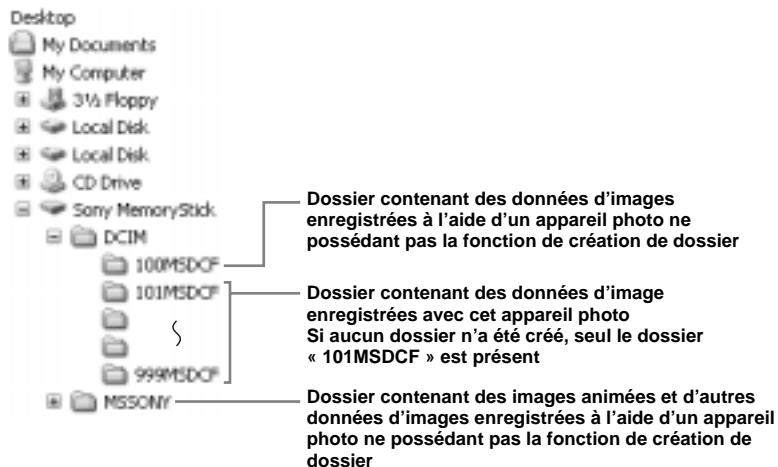 Desktop
My Documents
My Computer
3½ Floppy
Local Disk
Local Disk
CD Drive
Sony MemoryStick
DCIM
100MSDCF
101MSDCF
999MSDCF
MSSONY
Dossier contenant des données d’images
enregistrées à l’aide d’un appareil photo ne
possédant pas la fonction de création de dossier
Dossier contenant des données d’image
enregistrées avec cet appareil photo
Si aucun dossier n’a été créé, seul le dossier
« 101MSDCF » est présent
Dossier contenant des images animées et d’autres
données d’images enregistrées à l’aide d’un appareil
photo ne possédant pas la fonction de création de
dossier